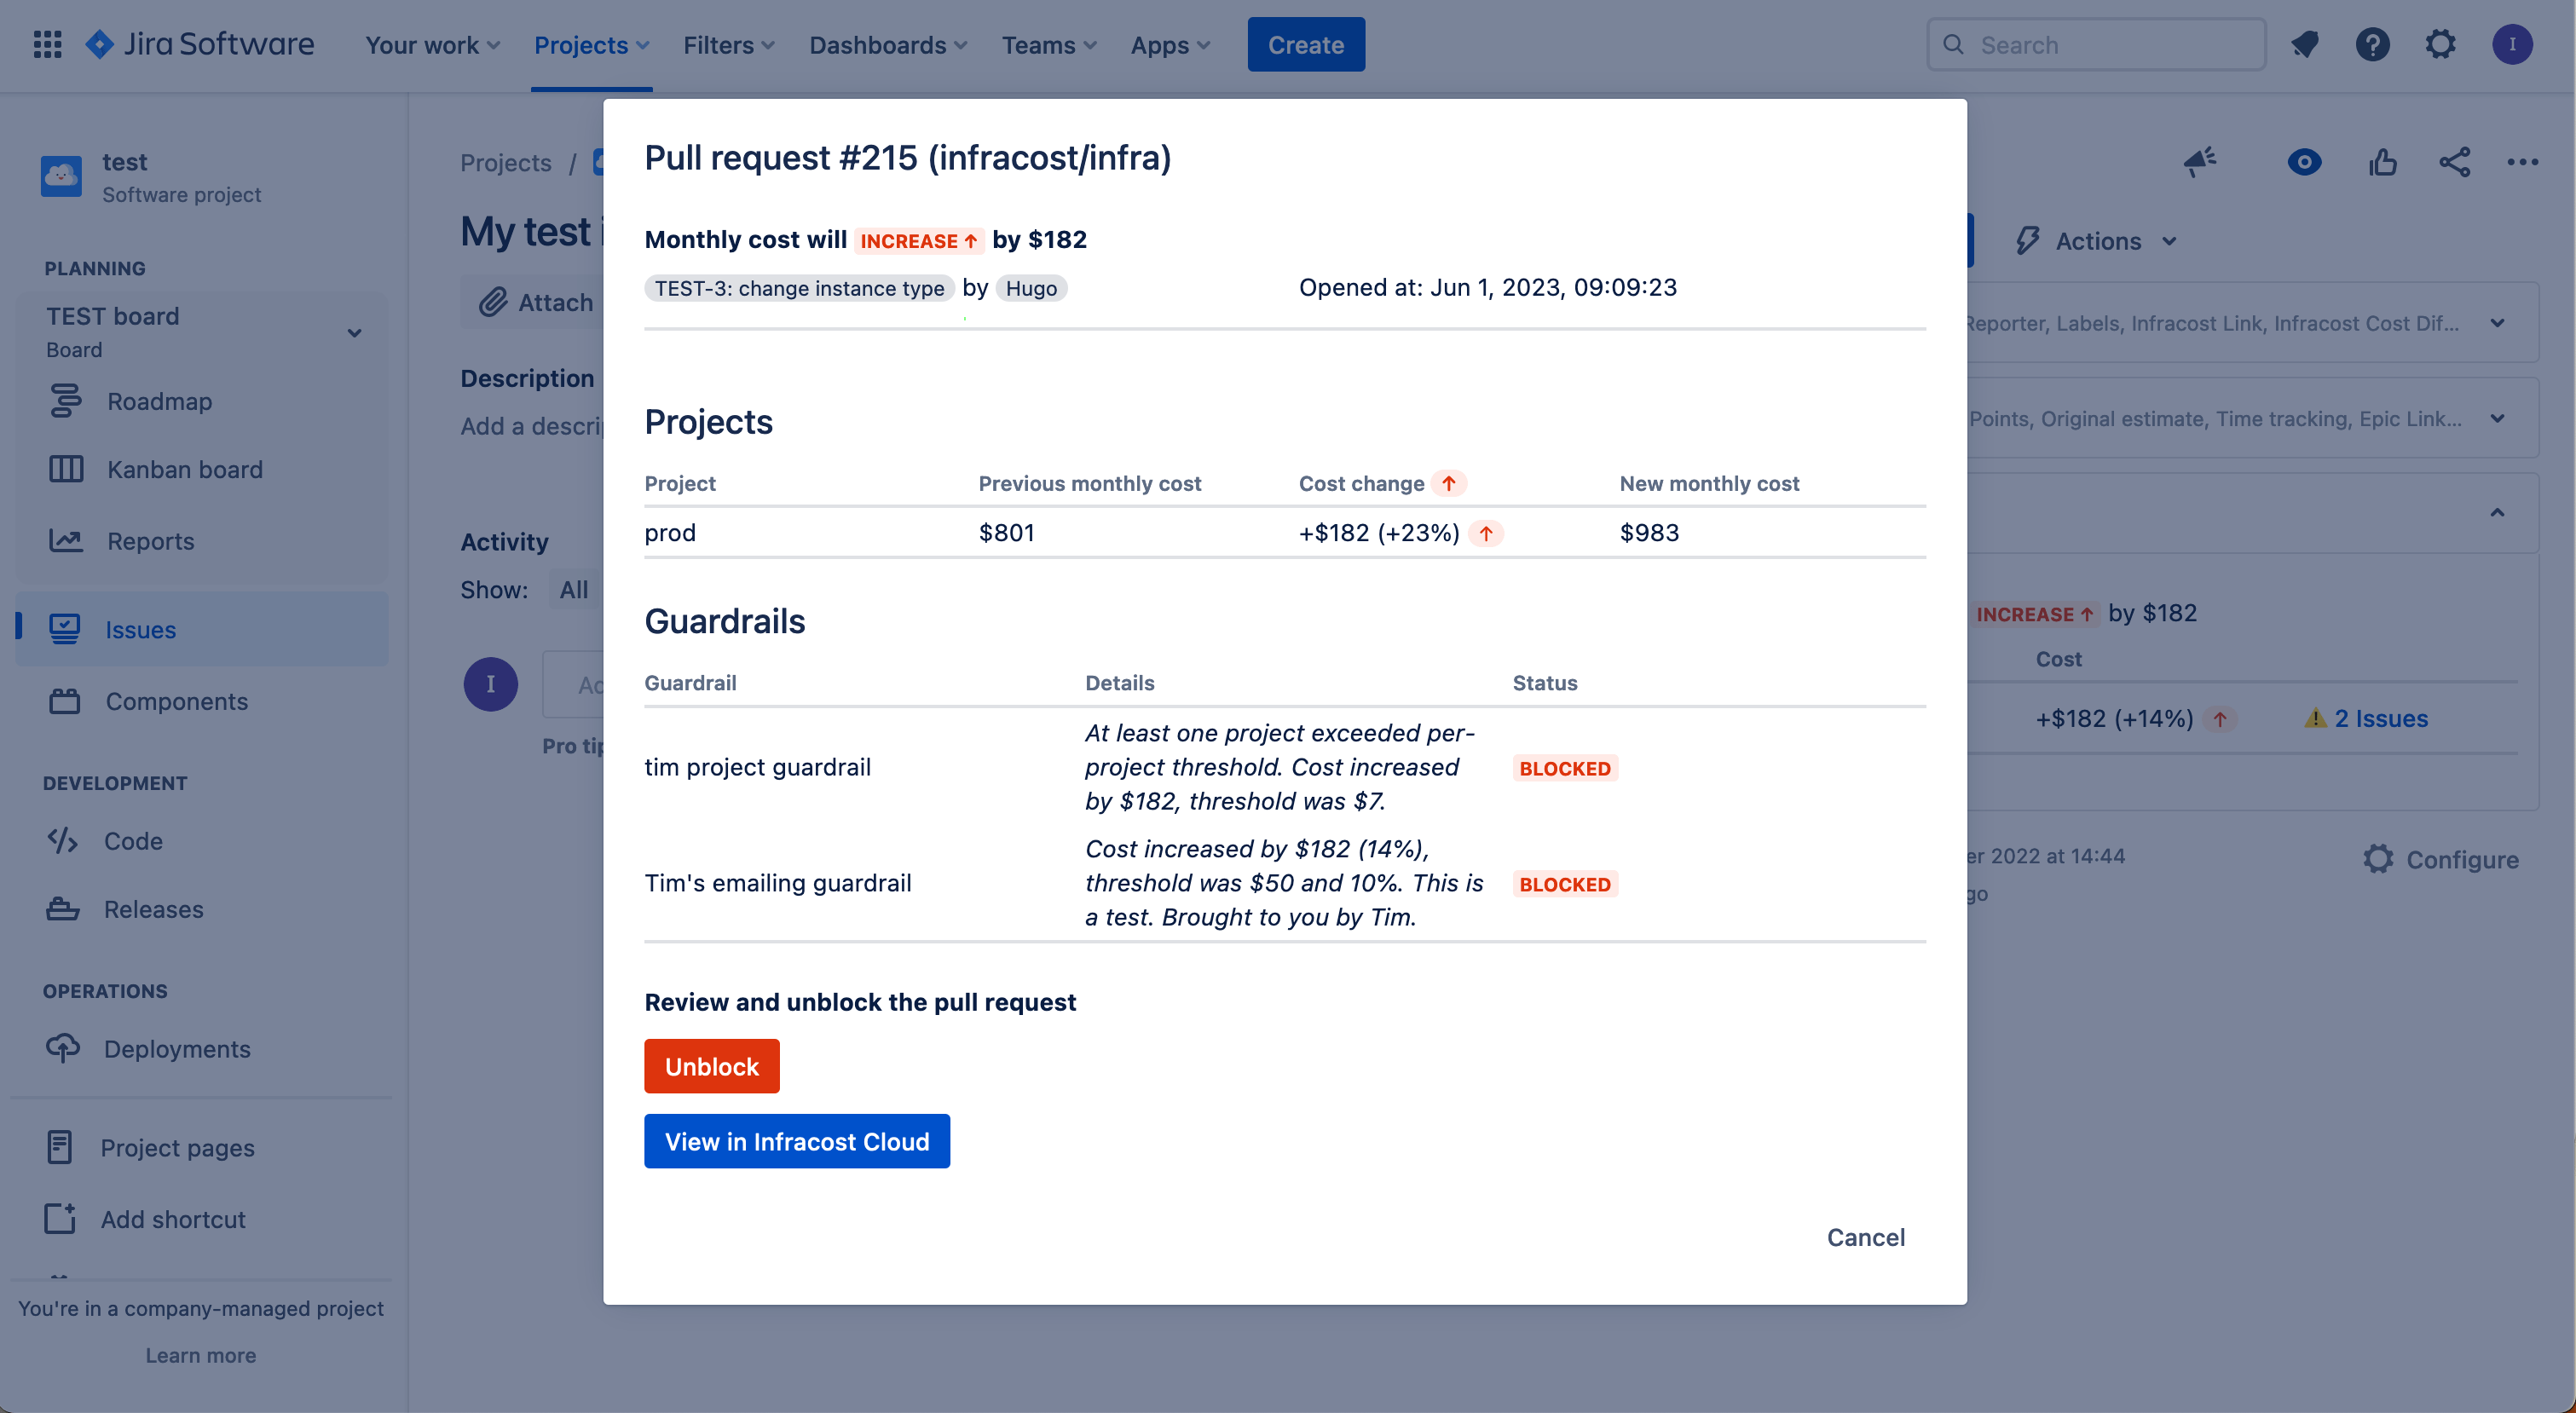 Jira Software
Your work
Projects
Filters
Dashboards
Teams
Apps
Create
Search
I
test
Software project
PLANNING
TEST board
Board
Roadmap
Kanban board
Reports
Issues
Components
DEVELOPMENT
Code
Releases
OPERATIONS
Deployments
Project pages
Add shortcut
You're in a company-managed project
Learn more
Projects /
My test
Attach
Description
Add a descri
Activity
Show: All
I
Ac
Pro tip
Pull request #215 (infracost/infra)
Monthly cost will INCREASE ↑ by $182
TEST-3: change instance type by Hugo
Opened at: Jun 1, 2023, 09:09:23
Projects
Project Previous monthly cost Cost change ↑ New monthly cost
prod $801 +$182 (+23%) ↑ $983
Guardrails
Guardrail Details Status
tim project guardrail
At least one project exceeded per-
project threshold. Cost increased
by $182, threshold was $7.
BLOCKED
Tim's emailing guardrail
Cost increased by $182 (14%),
threshold was $50 and 10%. This is
a test. Brought to you by Tim.
BLOCKED
Review and unblock the pull request
Unblock
View in Infracost Cloud
Cancel
Actions
Reporter, Labels, Infracost Link, Infracost Cost Dif...
Points, Original estimate, Time tracking, Epic Link...
INCREASE ↑ by $182
Cost
+$182 (+14%) ↑ 2 Issues
er 2022 at 14:44
go
Configure